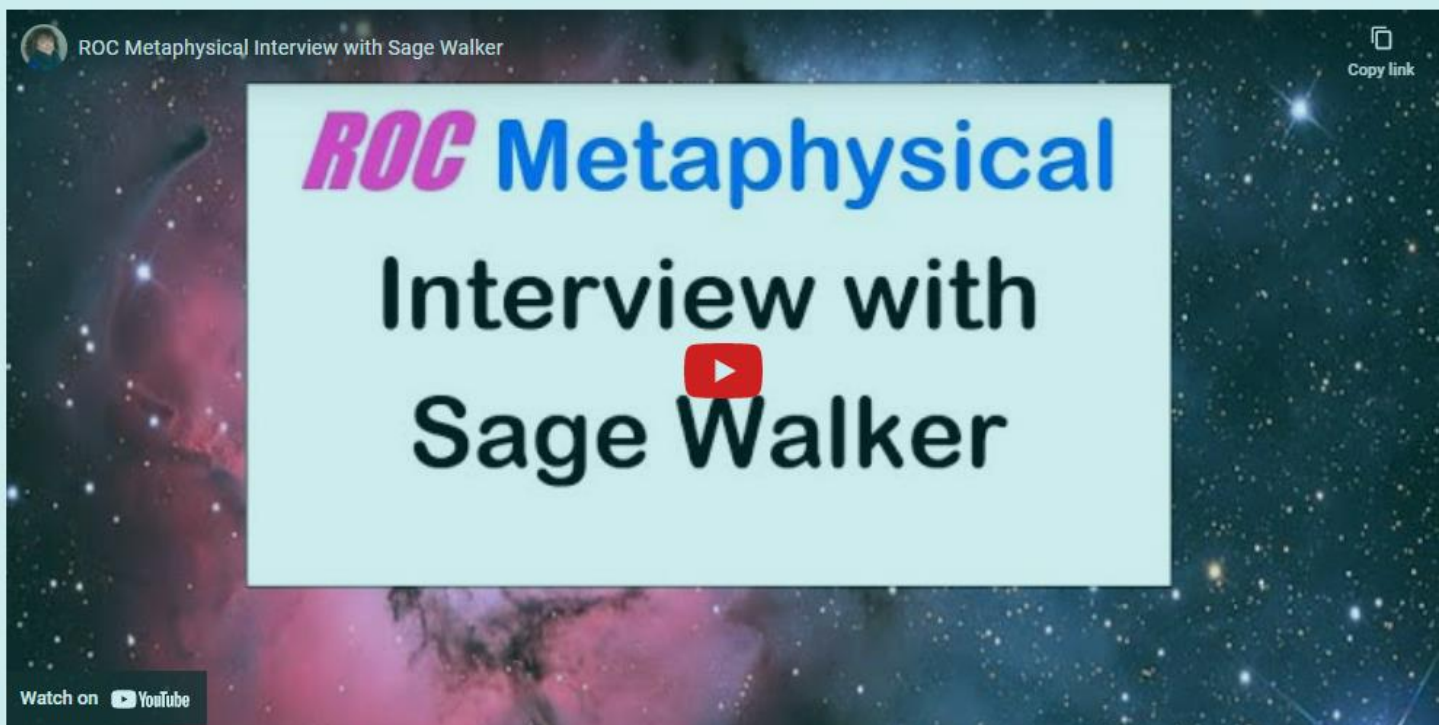 ROC Metaphysical Interview with Sage Walker
Copy link
ROC Metaphysical
Interview with
Sage Walker
Watch on YouTube